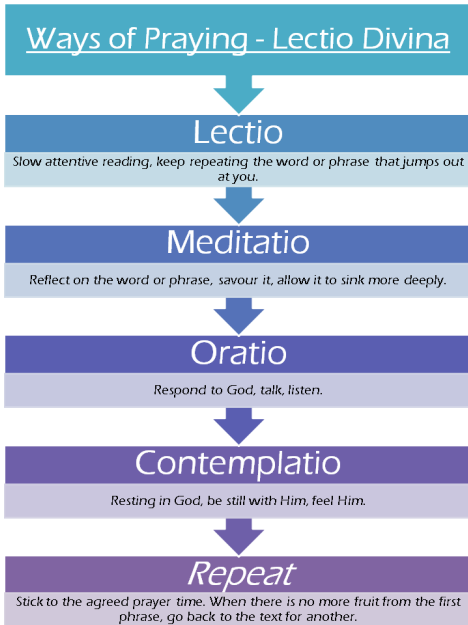 Ways of Praying - Lectio Divina
Lectio
Slow attentive reading, keep repeating the word or phrase that jumps out
at you.
Meditatio
Reflect on the word or phrase, savour it, allow it to sink more deeply.
Oratio
Respond to God, talk, listen.
Contemplatio
Resting in God, be still with Him, feel Him.
Repeat
Stick to the agreed prayer time. When there is no more fruit from the first
phrase, go back to the text for another.